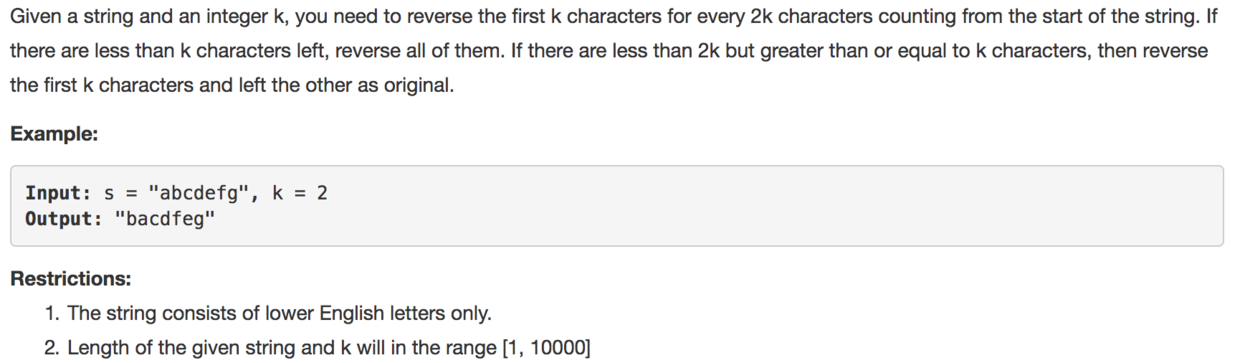 Given a string and an integer k, you need to reverse the first k characters for every 2k characters counting from the start of the string. If
there are less than k characters left, reverse all of them. If there are less than 2k but greater than or equal to k characters, then reverse
the first k characters and left the other as original.
Example:
Input: s = "abcdefg", k = 2
Output: "bacdfeg"
Restrictions:
1. The string consists of lower English letters only.
2. Length of the given string and k will in the range [1, 10000]